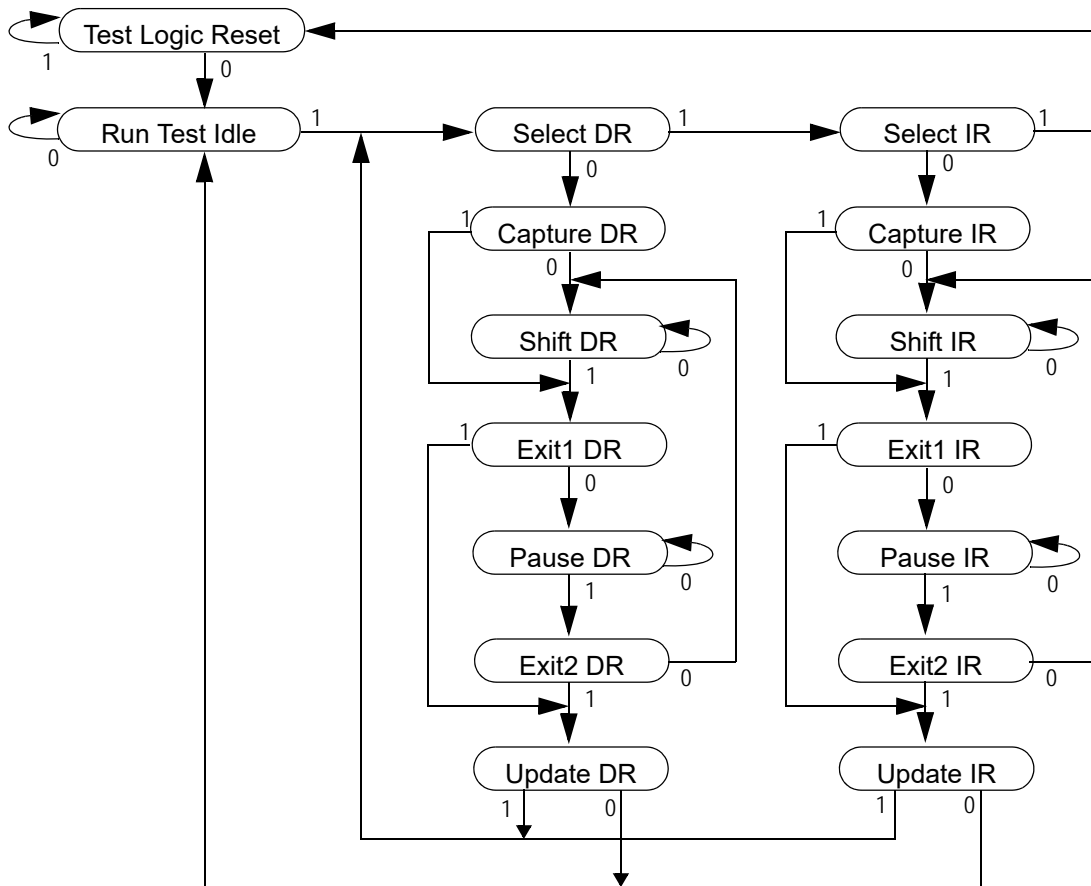 Test Logic Reset
1
0
Run Test Idle
1
Select DR
1
Select IR
1
0
0
0
1
Capture DR
1
Capture IR
0
0
Shift DR
0
Shift IR
0
1
1
1
Exit1 DR
1
Exit1 IR
0
0
Pause DR
0
Pause IR
0
1
1
Exit2 DR
0
Exit2 IR
0
1
1
Update DR
Update IR
1
0
1
0